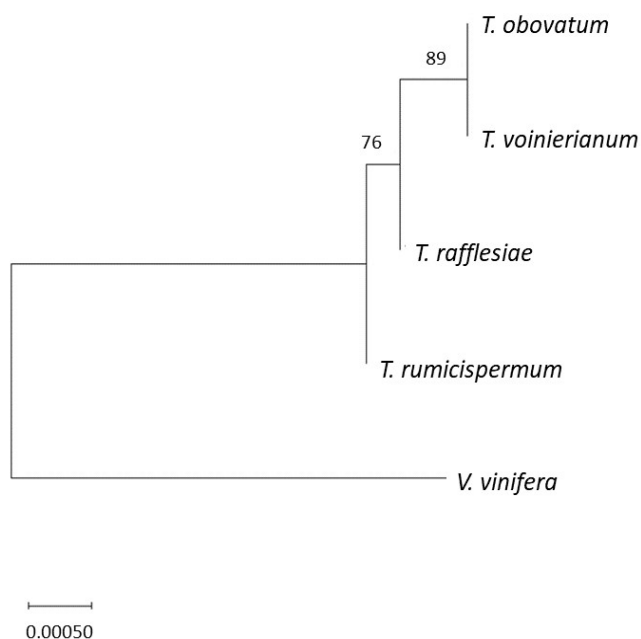 T. obovatum
89
T. voinierianum
76
T. rafflesiae
T. rumicispermum
V. vinifera
0.00050